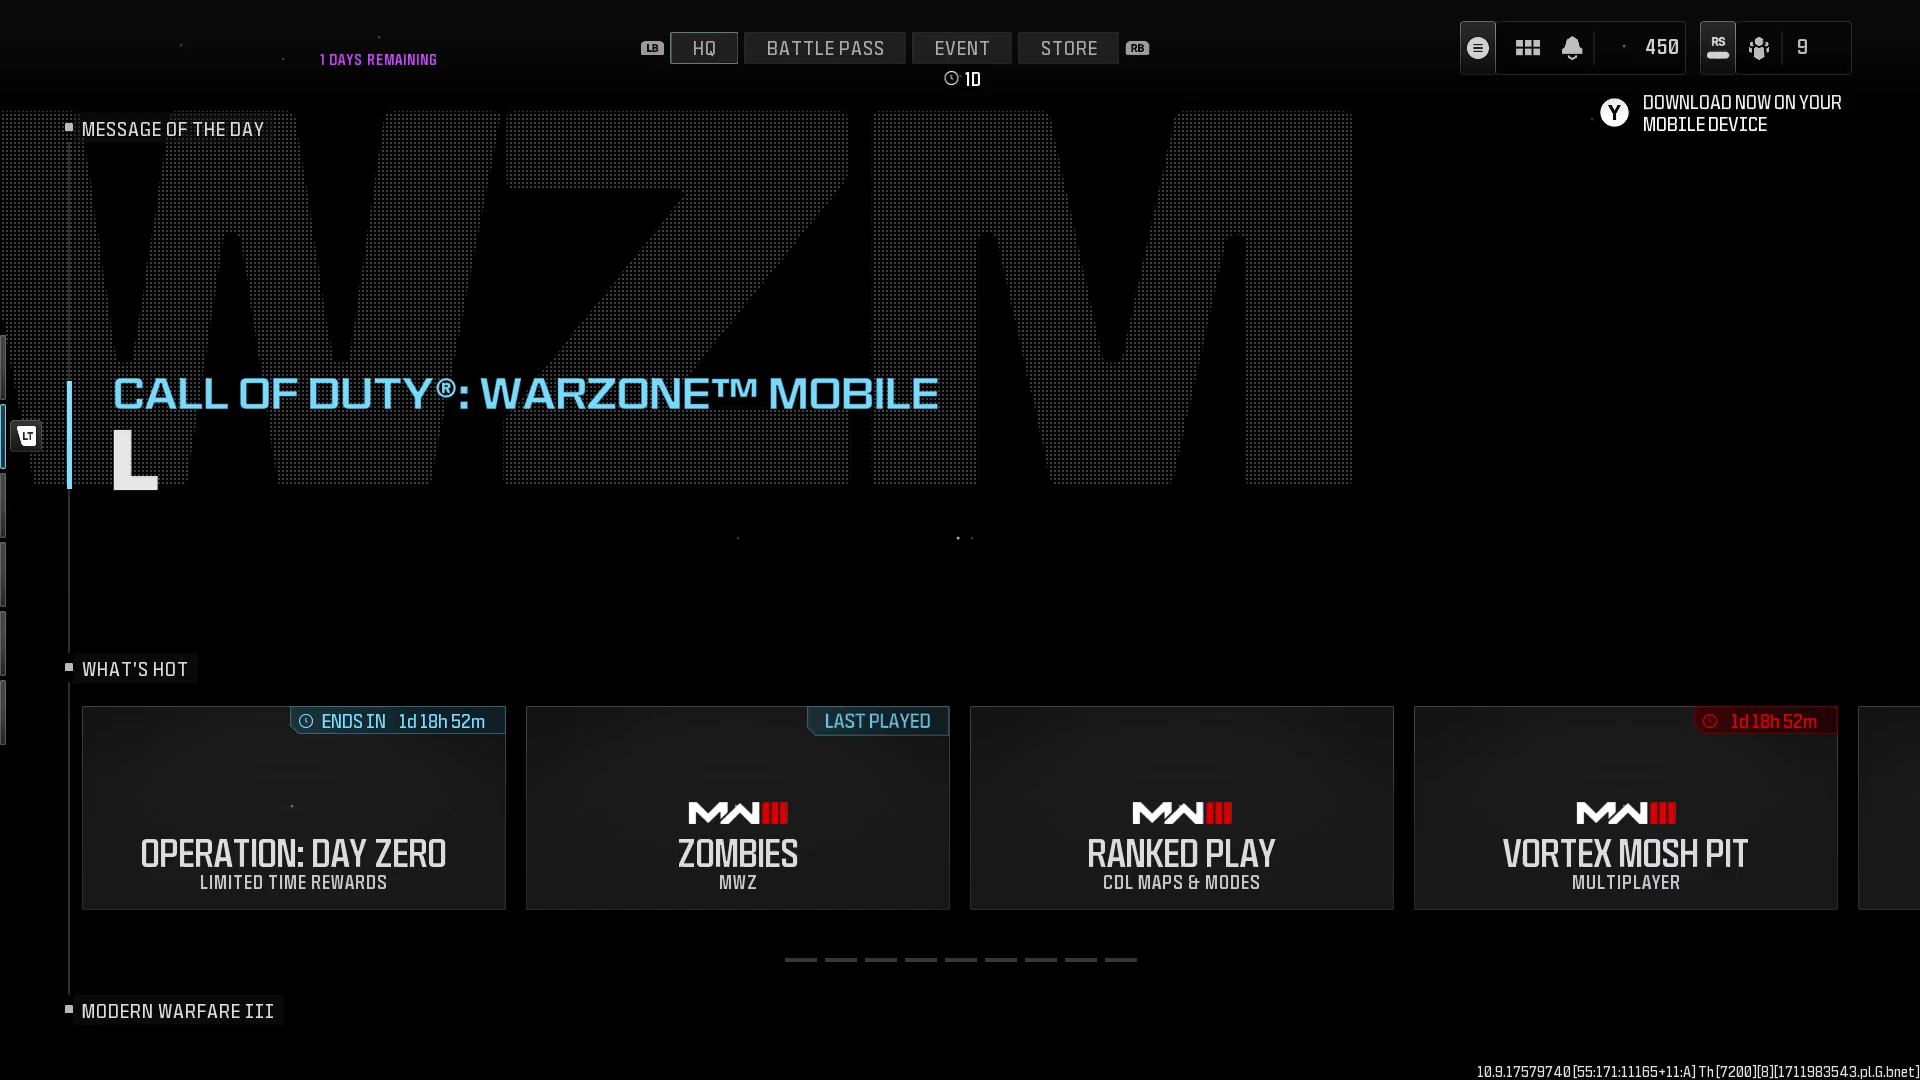 1 DAYS REMAINING
LB HQ BATTLE PASS EVENT STORE RB
1D
450 RS 9
Y DOWNLOAD NOW ON YOUR
MOBILE DEVICE
WZM
MESSAGE OF THE DAY
CALL OF DUTY®: WARZONE™ MOBILE
L
LT
WHAT'S HOT
ENDS IN 1d 18h 52m
OPERATION: DAY ZERO
LIMITED TIME REWARDS
LAST PLAYED
MWIII
ZOMBIES
MWZ
MWIII
RANKED PLAY
CDL MAPS & MODES
1d 18h 52m
MWIII
VORTEX MOSH PIT
MULTIPLAYER
MODERN WARFARE III
10.9.17579740[55:171:11165+11:A] Th[7200][8][1711983543.pl.G.bnet]